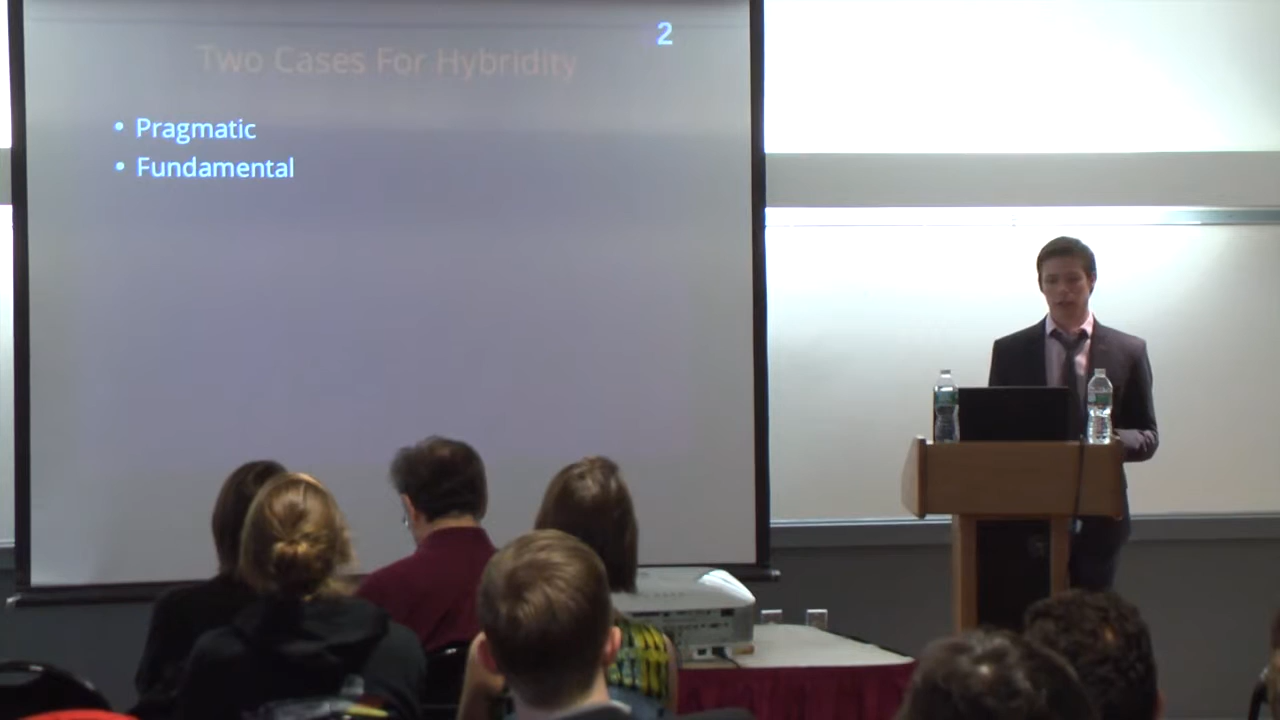 2
Two Cases For Hybridity
• Pragmatic
• Fundamental